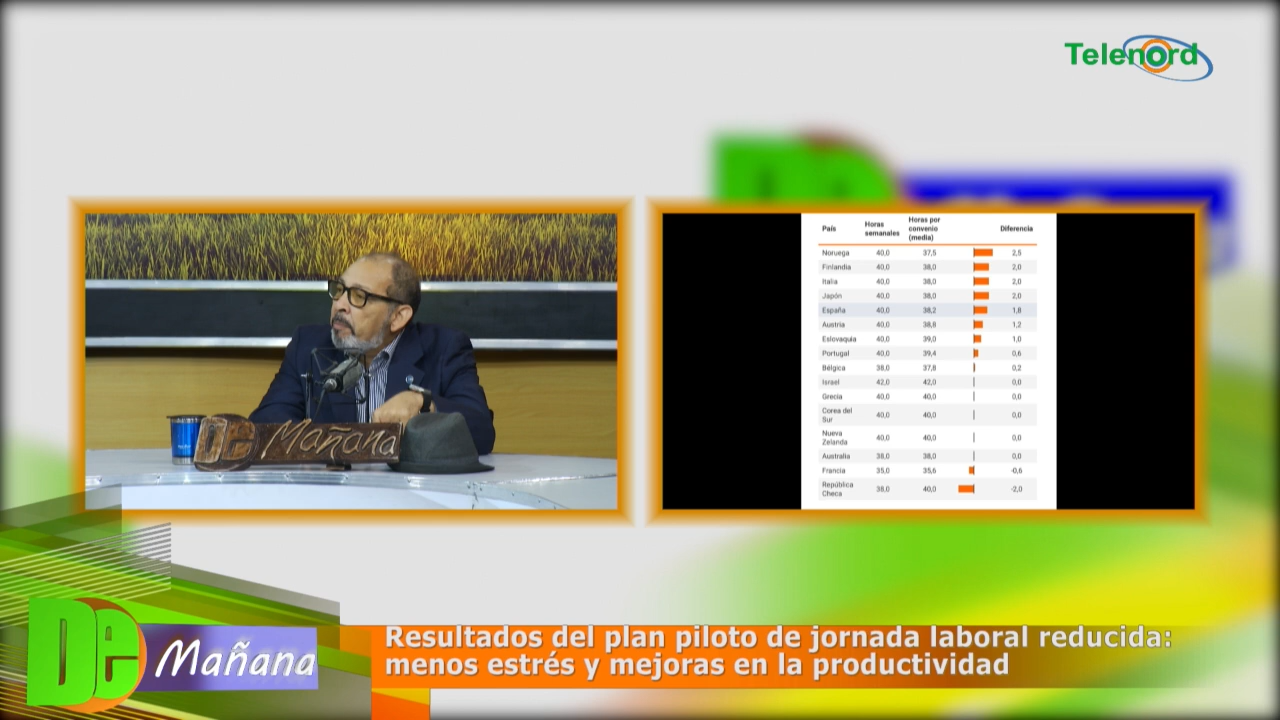 Telenord
País Horas semanales Horas por convenio (media) Diferencia
Noruega 40,0 37,5 2,5
Finlandia 40,0 38,0 2,0
Italia 40,0 38,0 2,0
Japón 40,0 38,0 2,0
España 40,0 38,2 1,8
Austria 40,0 38,8 1,2
Eslovaquia 40,0 39,0 1,0
Portugal 40,0 39,4 0,6
Bélgica 38,0 37,8 0,2
Israel 42,0 42,0 0,0
Grecia 40,0 40,0 0,0
Corea del Sur 40,0 40,0 0,0
Nueva Zelanda 40,0 40,0 0,0
Australia 38,0 38,0 0,0
Francia 35,0 35,6 -0,6
República Checa 38,0 40,0 -2,0
De Mañana
De Mañana
Resultados del plan piloto de jornada laboral reducida:
menos estrés y mejoras en la productividad